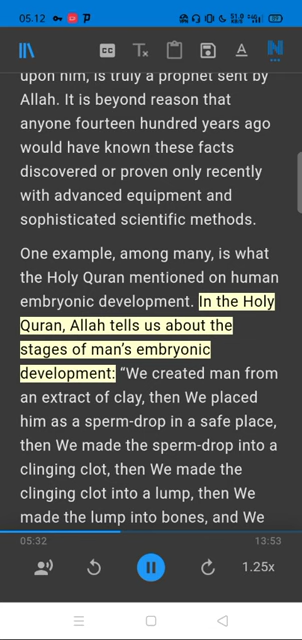 05.12
CC
upon him, is truly a prophet sent by
Allah. It is beyond reason that
anyone fourteen hundred years ago
would have known these facts
discovered or proven only recently
with advanced equipment and
sophisticated scientific methods.
One example, among many, is what
the Holy Quran mentioned on human
embryonic development. In the Holy
Quran, Allah tells us about the
stages of man’s embryonic
development: “We created man from
an extract of clay, then We placed
him as a sperm-drop in a safe place,
then We made the sperm-drop into a
clinging clot, then We made the
clinging clot into a lump, then We
made the lump into bones, and We
05:32 13:53
1.25x